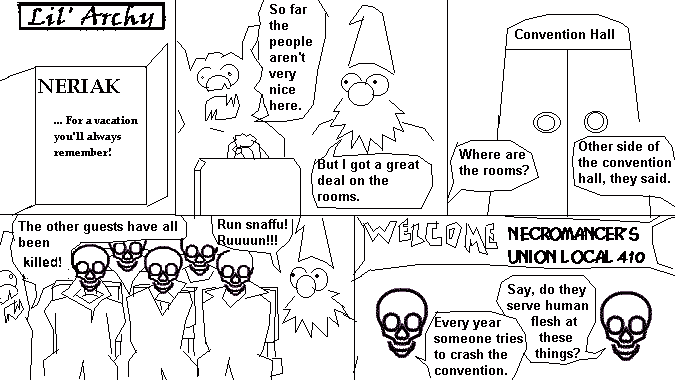 Lil' Archy
NERIAK
... For a vacation
you'll always
remember!
So far
the
people
aren't
very
nice
here.
But I got a great
deal on the
rooms.
Convention Hall
Where are
the rooms?
Other side of
the convention
hall, they said.
The other guests have all
been
killed!
Run snaffu!
Ruuuun!!!
WELCOME
NECROMANCER'S
UNION LOCAL 410
Every year
someone tries
to crash the
convention.
Say, do they
serve human
flesh at
these
things?